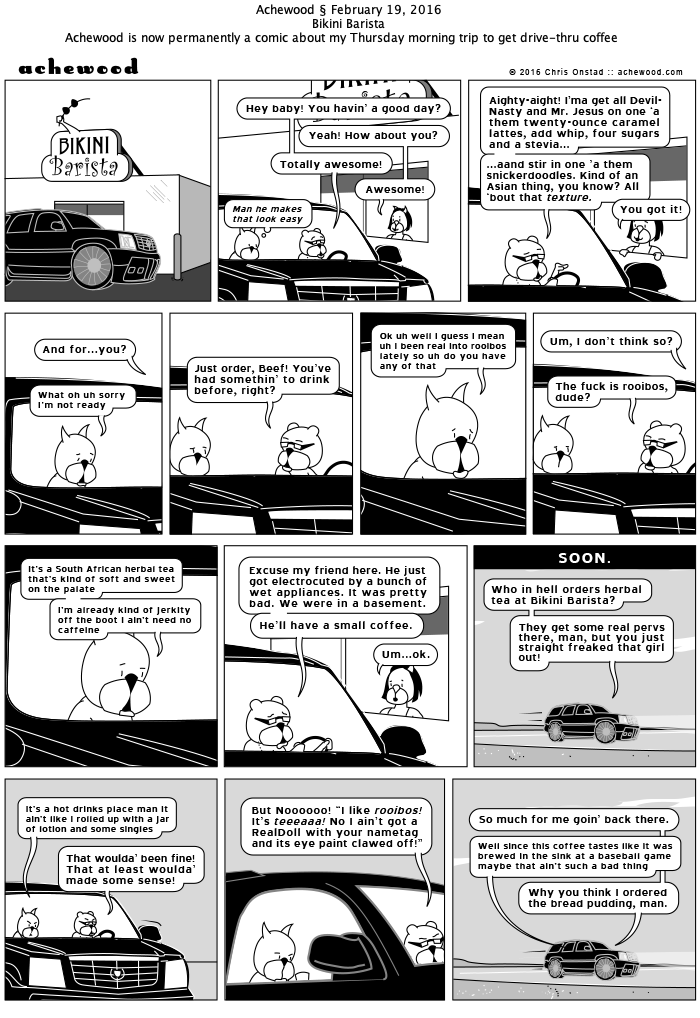 Achewood § February 19, 2016
Bikini Barista
Achewood is now permanently a comic about my Thursday morning trip to get drive-thru coffee
achewood
© 2016 Chris Onstad :: achewood.com
BIKINI
Barista
BIKINI
Barista
Hey baby! You havin' a good day?
Yeah! How about you?
Totally awesome!
Awesome!
Man he makes
that look easy
Aighty-aight! I'ma get all Devil-
Nasty and Mr. Jesus on one 'a
them twenty-ounce caramel
lattes, add whip, four sugars
and a stevia...
...aand stir in one 'a them
snickerdoodles. Kind of an
Asian thing, you know? All
'bout that texture.
You got it!
And for...you?
What oh uh sorry
I'm not ready
Just order, Beef! You've
had somethin' to drink
before, right?
Ok uh well I guess I mean
uh I been real into rooibos
lately so uh do you have
any of that
Um, I don't think so?
The fuck is rooibos,
dude?
It's a South African herbal tea
that's kind of soft and sweet
on the palate
I'm already kind of jerkity
off the boot I ain't need no
caffeine
Excuse my friend here. He just
got electrocuted by a bunch of
wet appliances. It was pretty
bad. We were in a basement.
He'll have a small coffee.
Um...ok.
SOON.
Who in hell orders herbal
tea at Bikini Barista?
They get some real pervs
there, man, but you just
straight freaked that girl
out!
It's a hot drinks place man it
ain't like I rolled up with a jar
of lotion and some singles
That woulda' been fine!
That at least woulda'
made some sense!
But Noooooo! "I like rooibos!
It's teeeaa! No I ain't got a
RealDoll with your nametag
and its eye paint clawed off!"
So much for me goin' back there.
Well since this coffee tastes like it was
brewed in the sink at a baseball game
maybe that ain't such a bad thing
Why you think I ordered
the bread pudding, man.